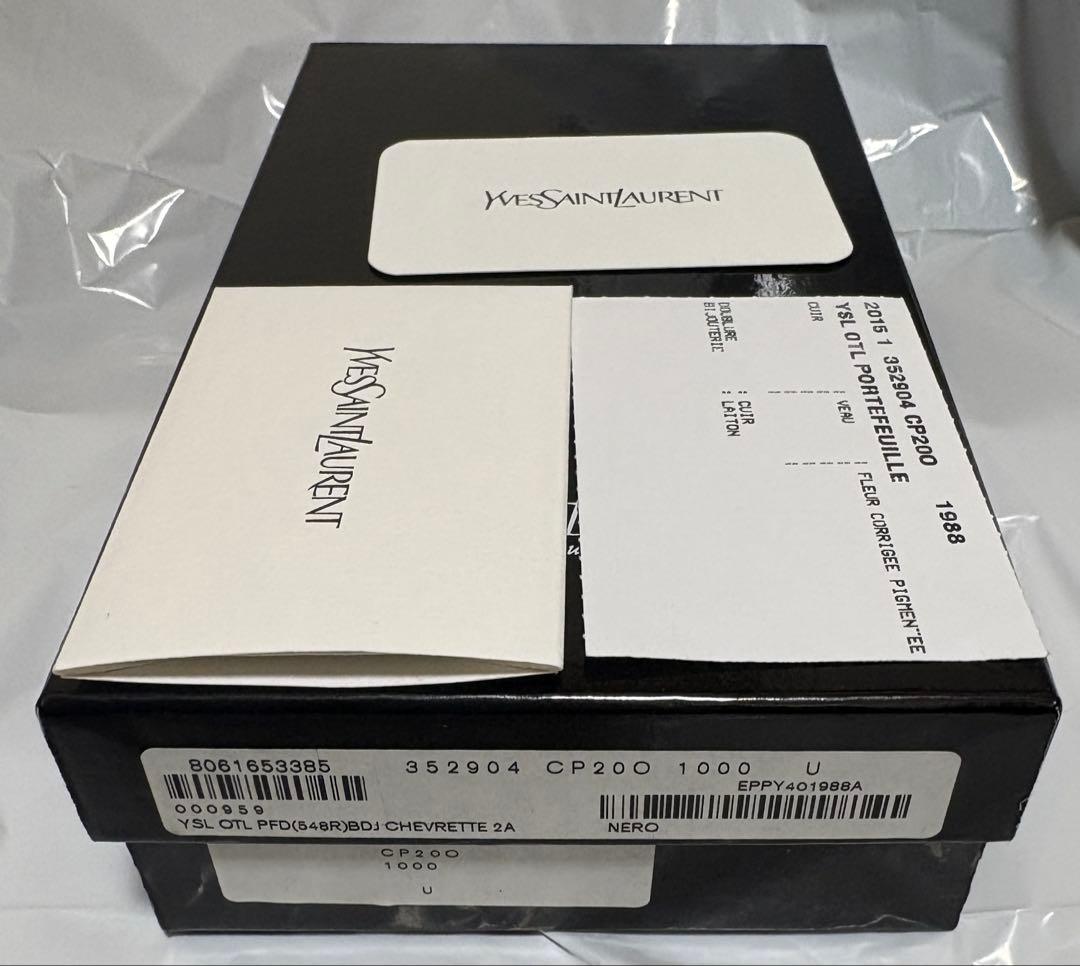 YVESSAINTLAURENT
YVESSAINTLAURENT
2015 1 352904 CP20O 1988
YSL OTL PORTEFEUILLE
CUIR VEAU FLEUR CORRIGEE PIGMENTEE
DOUBLURE : CUIR
BIJOUTERIE : LAITON
8061653385
000959
YSL OTL PFD(548R)BDJ CHEVRETTE 2A
352904 CP20O 1000 U
EPPY401988A
NERO
CP20O
1000
U